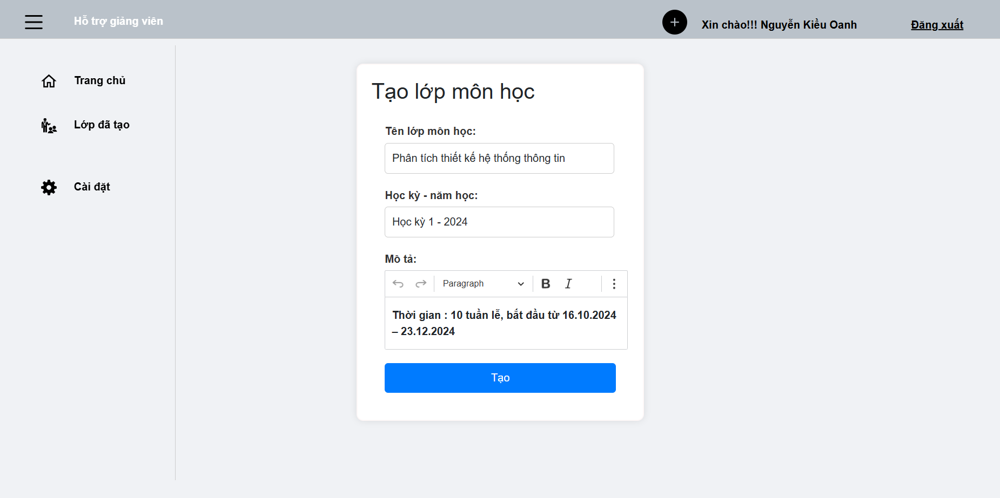 Hỗ trợ giảng viên
Xin chào!!! Nguyễn Kiều Oanh
Đăng xuất
Trang chủ
Lớp đã tạo
Cài đặt
Tạo lớp môn học
Tên lớp môn học:
Phân tích thiết kế hệ thống thông tin
Học kỳ - năm học:
Học kỳ 1 - 2024
Mô tả:
Paragraph
B I
Thời gian : 10 tuần lễ, bắt đầu từ 16.10.2024
– 23.12.2024
Tạo